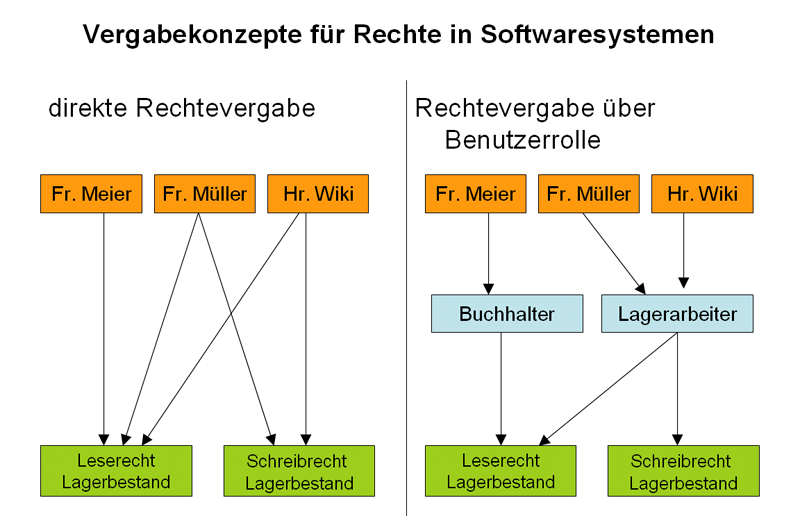 Vergabekonzepte für Rechte in Softwaresystemen
direkte Rechtevergabe
Fr. Meier
Fr. Müller
Hr. Wiki
Leserecht
Lagerbestand
Schreibrecht
Lagerbestand
Rechtevergabe über
Benutzerrolle
Fr. Meier
Fr. Müller
Hr. Wiki
Buchhalter
Lagerarbeiter
Leserecht
Lagerbestand
Schreibrecht
Lagerbestand